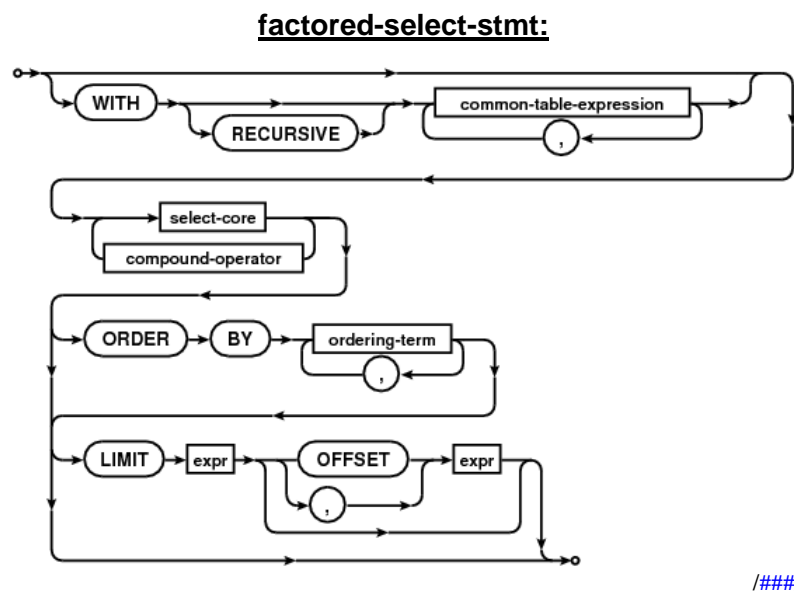 factored-select-stmt:
WITH
RECURSIVE
common-table-expression
,
select-core
compound-operator
ORDER BY ordering-term
,
LIMIT expr OFFSET expr
,
/###